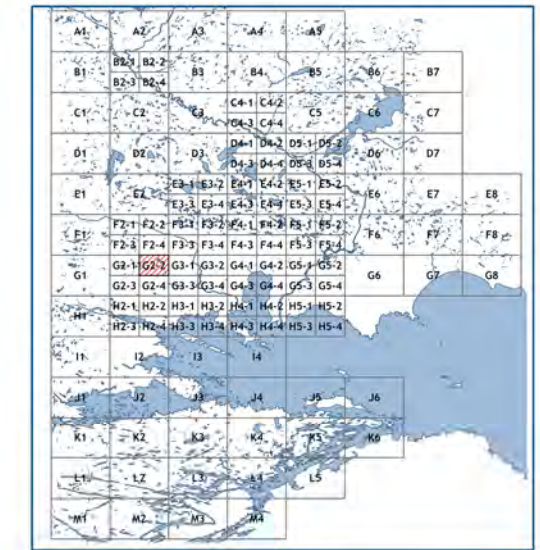 A1 A2 A3 A4 A5
B2-1 B2-2
B1 B3 B4 B5 B6 B7
B2-3 B2-4
C4-1 C4-2
C1 C2 C3 C5 C6 C7
C4-3 C4-4
D4-1 D4-2 D5-1 D5-2
D1 D2 D3 D6 D7
D4-3 D4-4 D5-3 D5-4
E3-1 E3-2 E4-1 E4-2 E5-1 E5-2
E1 E2 E6 E7 E8
E3-3 E3-4 E4-3 E4-4 E5-3 E5-4
F2-1 F2-2 F3-1 F3-2 F4-1 F4-2 F5-1 F5-2
F1 F6 F7 F8
F2-3 F2-4 F3-3 F3-4 F4-3 F4-4 F5-3 F5-4
G2-1 G2-2 G3-1 G3-2 G4-1 G4-2 G5-1 G5-2
G1 G6 G7 G8
G2-3 G2-4 G3-3 G3-4 G4-3 G4-4 G5-3 G5-4
H2-1 H2-2 H3-1 H3-2 H4-1 H4-2 H5-1 H5-2
H1
H2-3 H2-4 H3-3 H3-4 H4-3 H4-4 H5-3 H5-4
I1 I2 I3 I4
J1 J2 J3 J4 J5 J6
K1 K2 K3 K4 K5 K6
L1 L2 L3 L4 L5
M1 M2 M3 M4